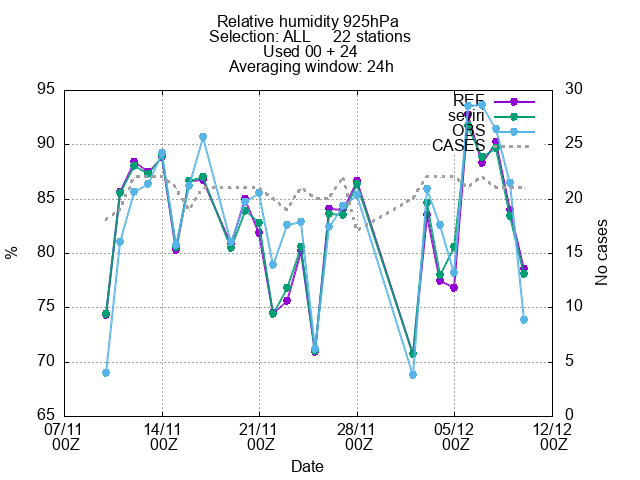 Relative humidity 925hPa
Selection: ALL 22 stations
Used 00 + 24
Averaging window: 24h
95 30
REF
seviri
90 25
OBS
CASES
85 20
80 15
% No cases
75 10
70 5
65 0
07/11 14/11 21/11 28/11 05/12 12/12
00Z 00Z 00Z 00Z 00Z 00Z
Date